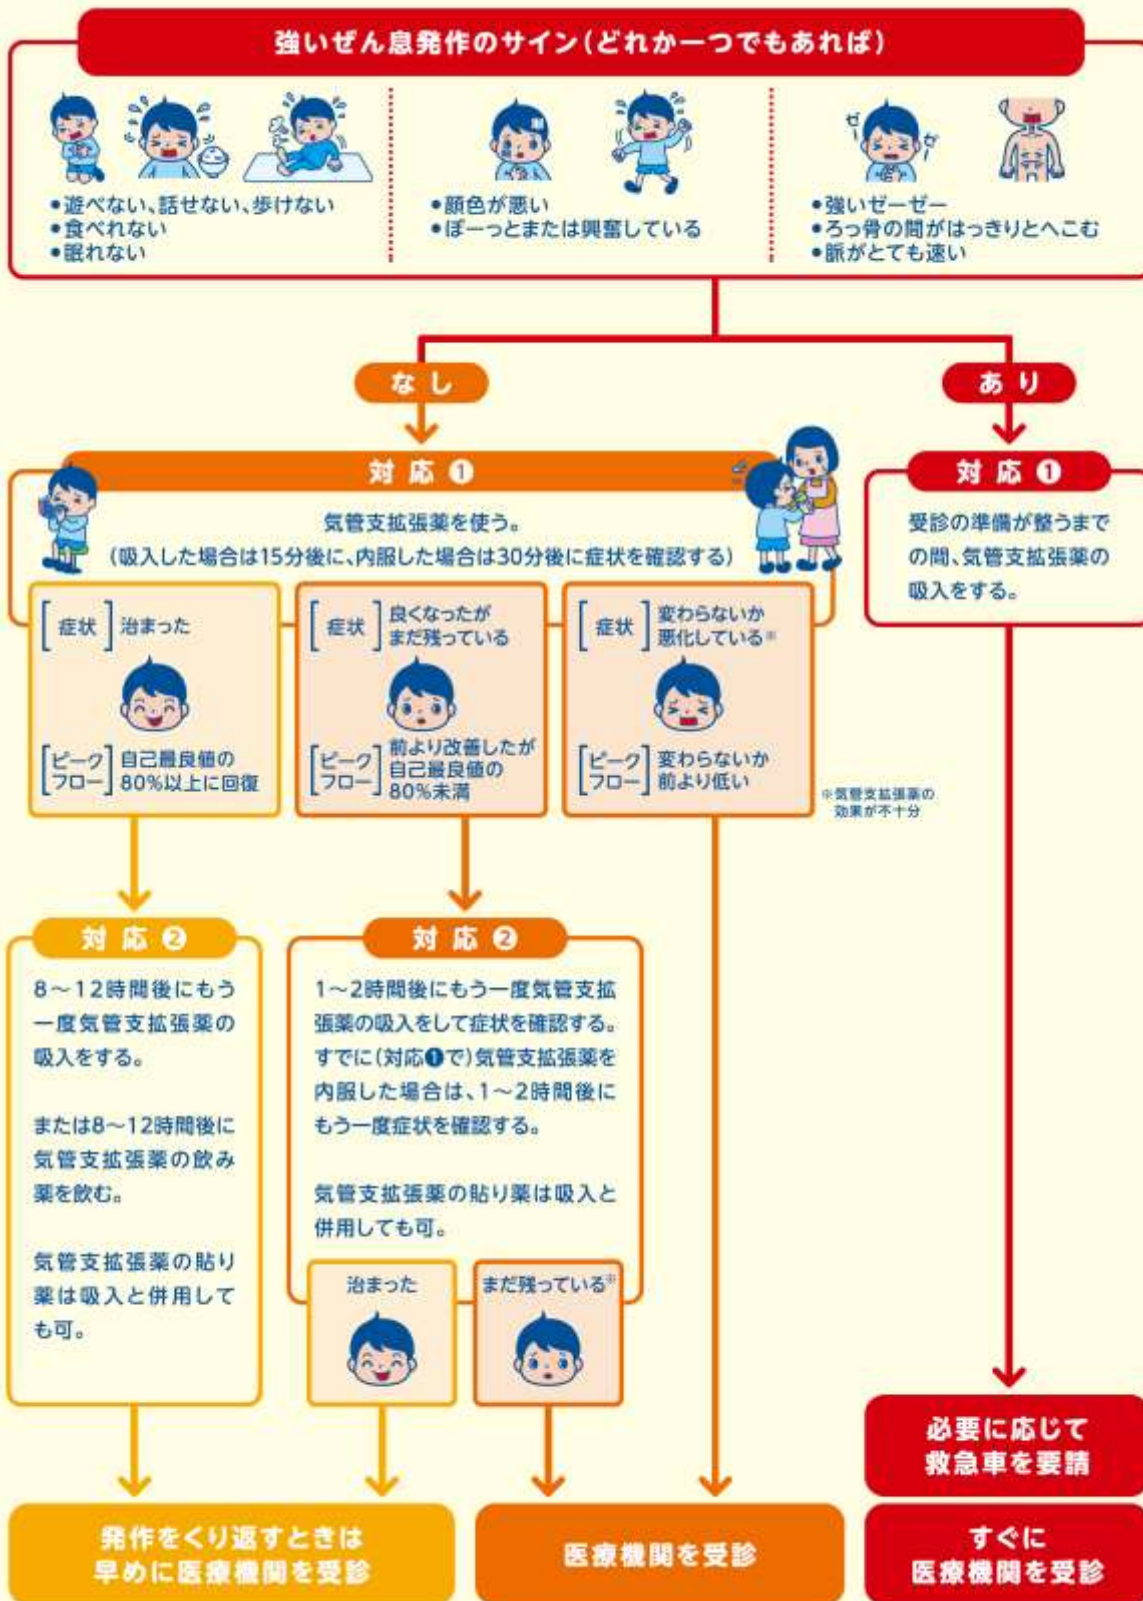 強いぜん息発作のサイン(どれか一つでもあれば)
●遊べない、話せない、歩けない
●食べれない
●眠れない
●顔色が悪い
●ぼーっとまたは興奮している
ゼー
ゼー
●強いゼーゼー
●ろっ骨の間がはっきりとへこむ
●脈がとても速い
なし
あり
対応❶
気管支拡張薬を使う。
(吸入した場合は15分後に、内服した場合は30分後に症状を確認する)
対応❶
受診の準備が整うまで
の間、気管支拡張薬の
吸入をする。
[症状]治まった
[ピークフロー]自己最良値の
80%以上に回復
[症状]良くなったが
まだ残っている
[ピークフロー]前より改善したが
自己最良値の
80%未満
[症状]変わらないか
悪化している※
[ピークフロー]変わらないか
前より低い
※気管支拡張薬の
効果が不十分
対応❷
8〜12時間後にもう
一度気管支拡張薬の
吸入をする。
または8〜12時間後に
気管支拡張薬の飲み
薬を飲む。
気管支拡張薬の貼り
薬は吸入と併用して
も可。
対応❷
1〜2時間後にもう一度気管支拡
張薬の吸入をして症状を確認する。
すでに(対応❶で)気管支拡張薬を
内服した場合は、1〜2時間後に
もう一度症状を確認する。
気管支拡張薬の貼り薬は吸入と
併用しても可。
治まった
まだ残っている※
発作をくり返すときは
早めに医療機関を受診
医療機関を受診
必要に応じて
救急車を要請
すぐに
医療機関を受診